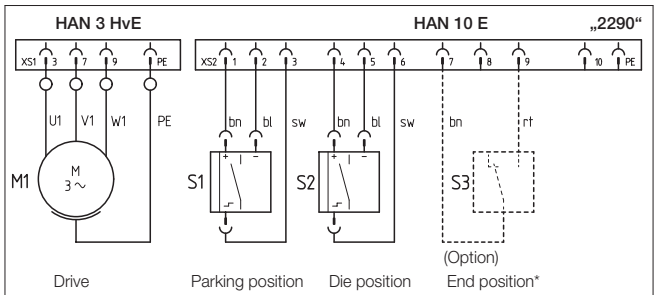 HAN 3 HvE HAN 10 E „2290“
XS1 3 7 9 PE XS2 1 2 3 4 5 6 7 8 9 10 PE
U1 V1 W1 PE bn bl sw bn bl sw bn rt
M1 M 3 ~ S1 + − S2 + − S3
(Option)
Drive Parking position Die position End position*